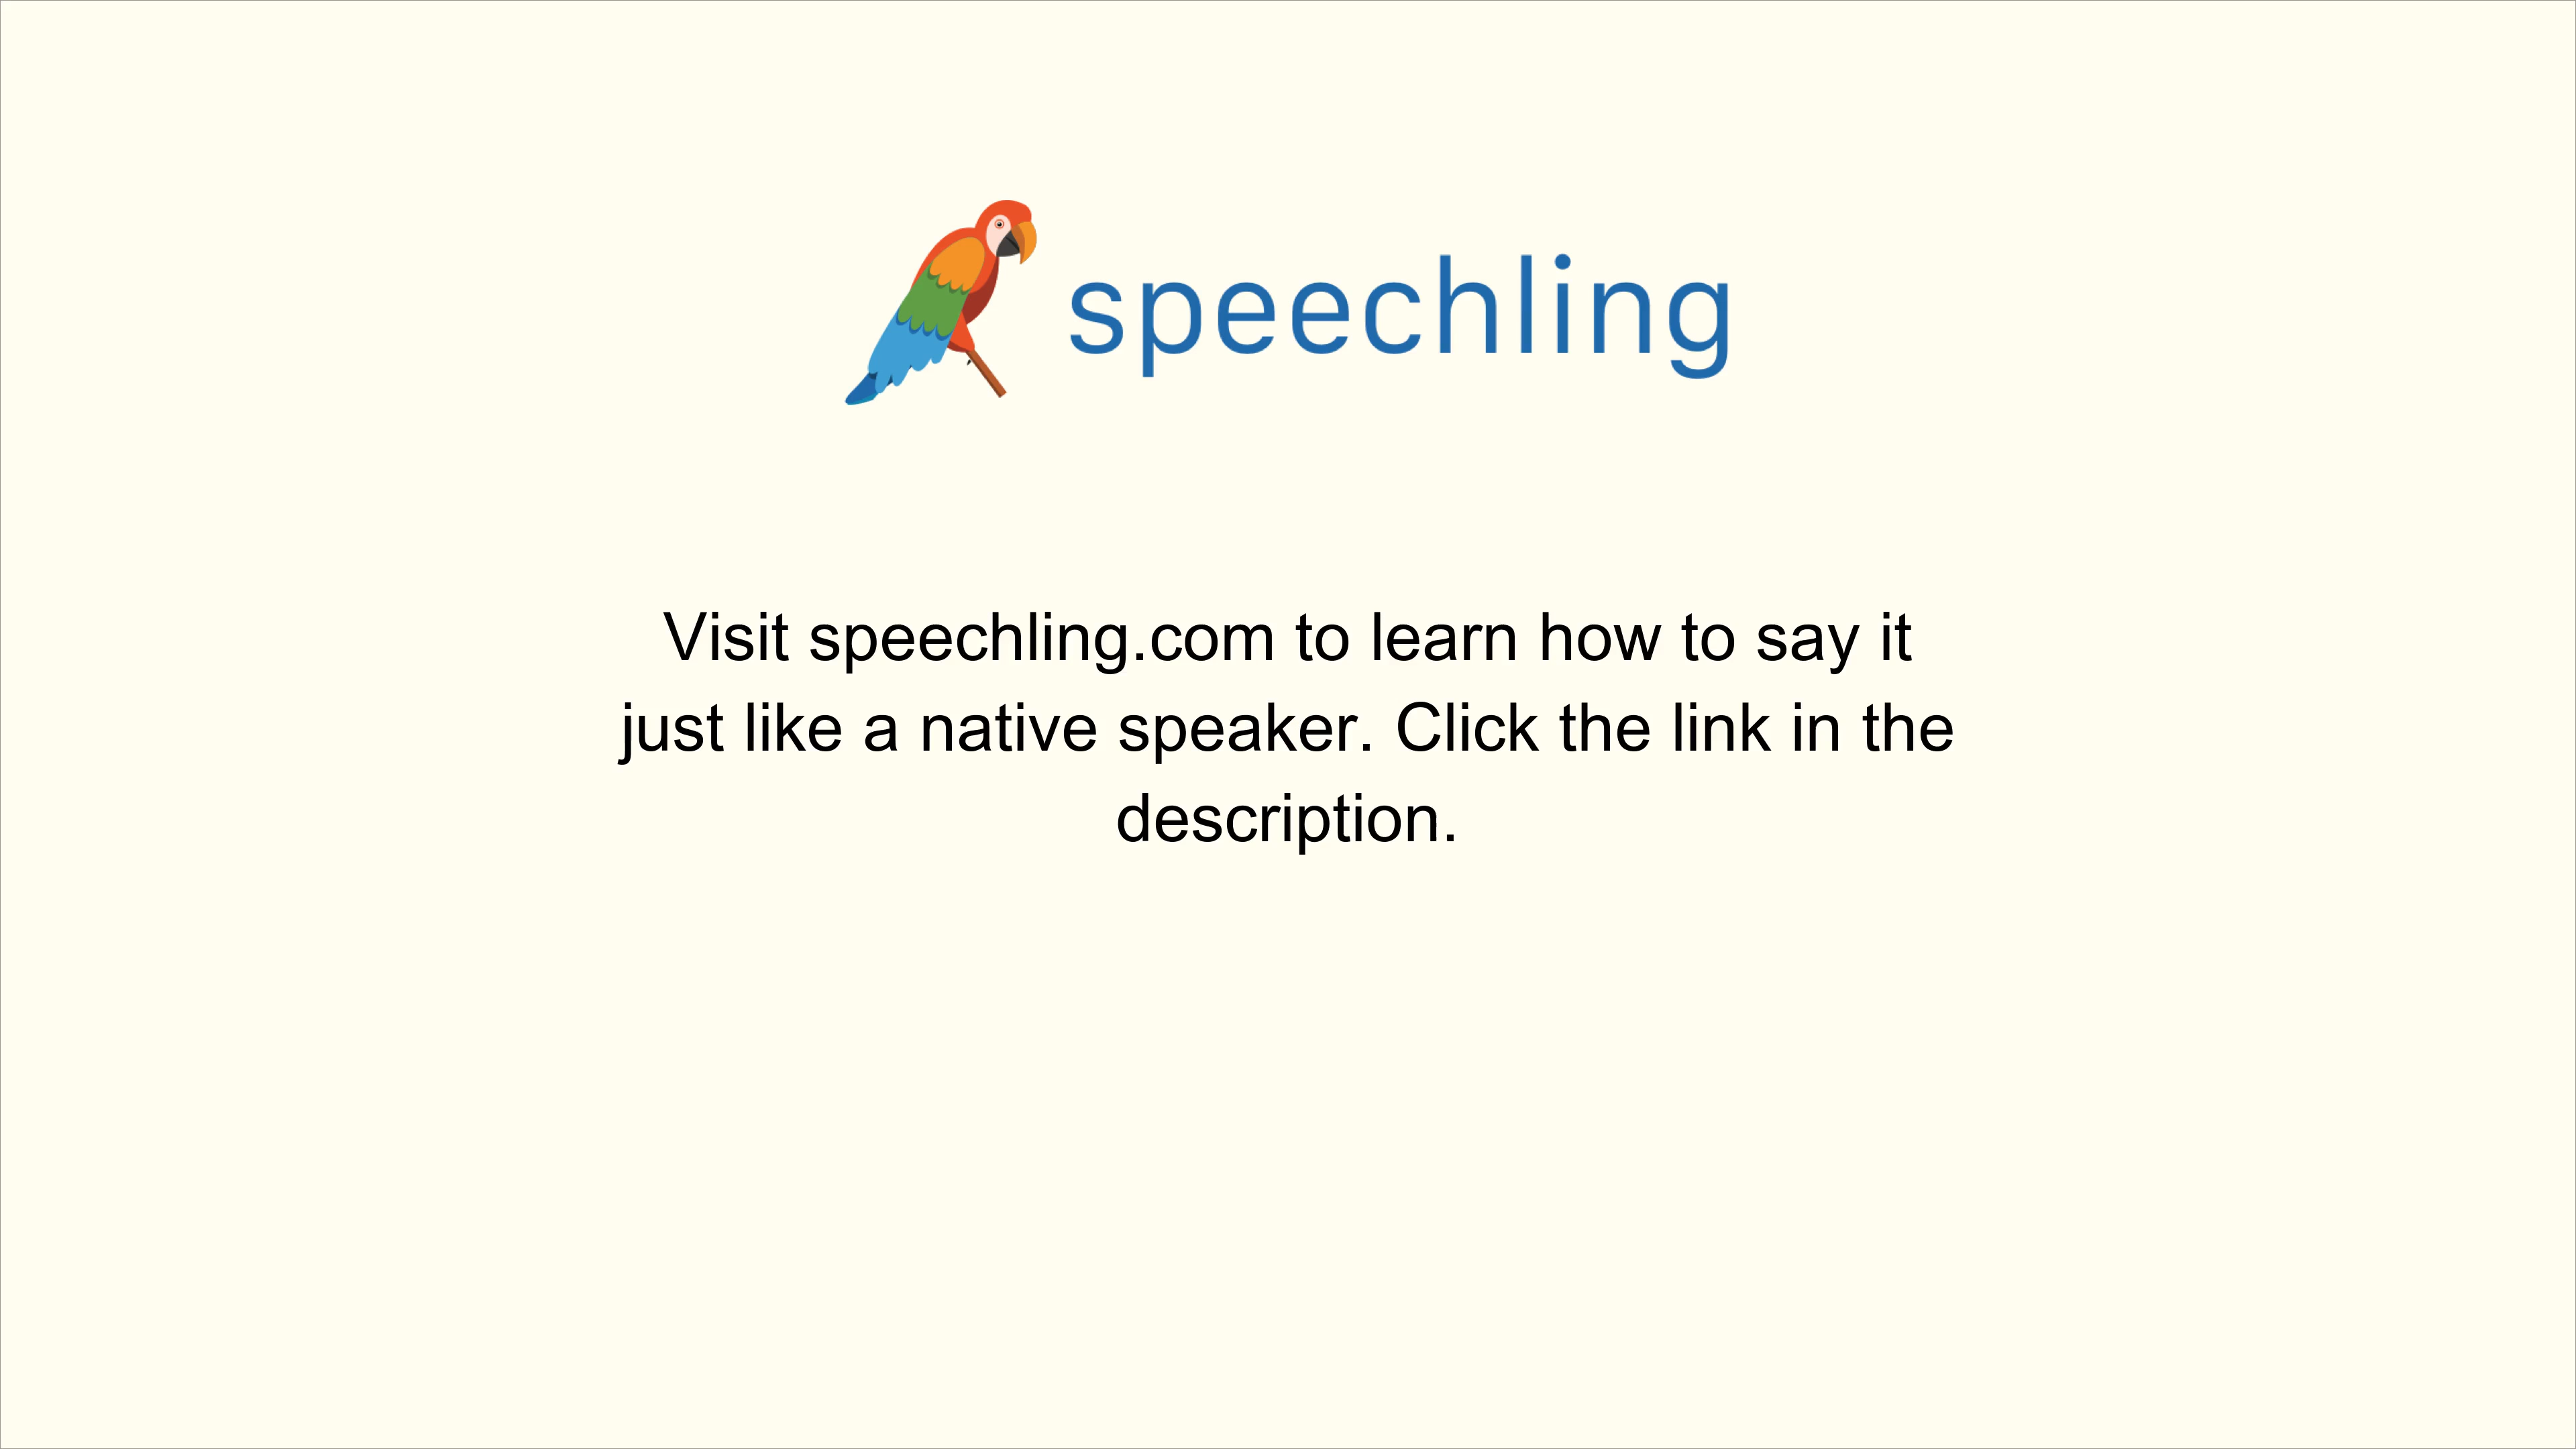 speechling
Visit speechling.com to learn how to say it
just like a native speaker. Click the link in the
description.